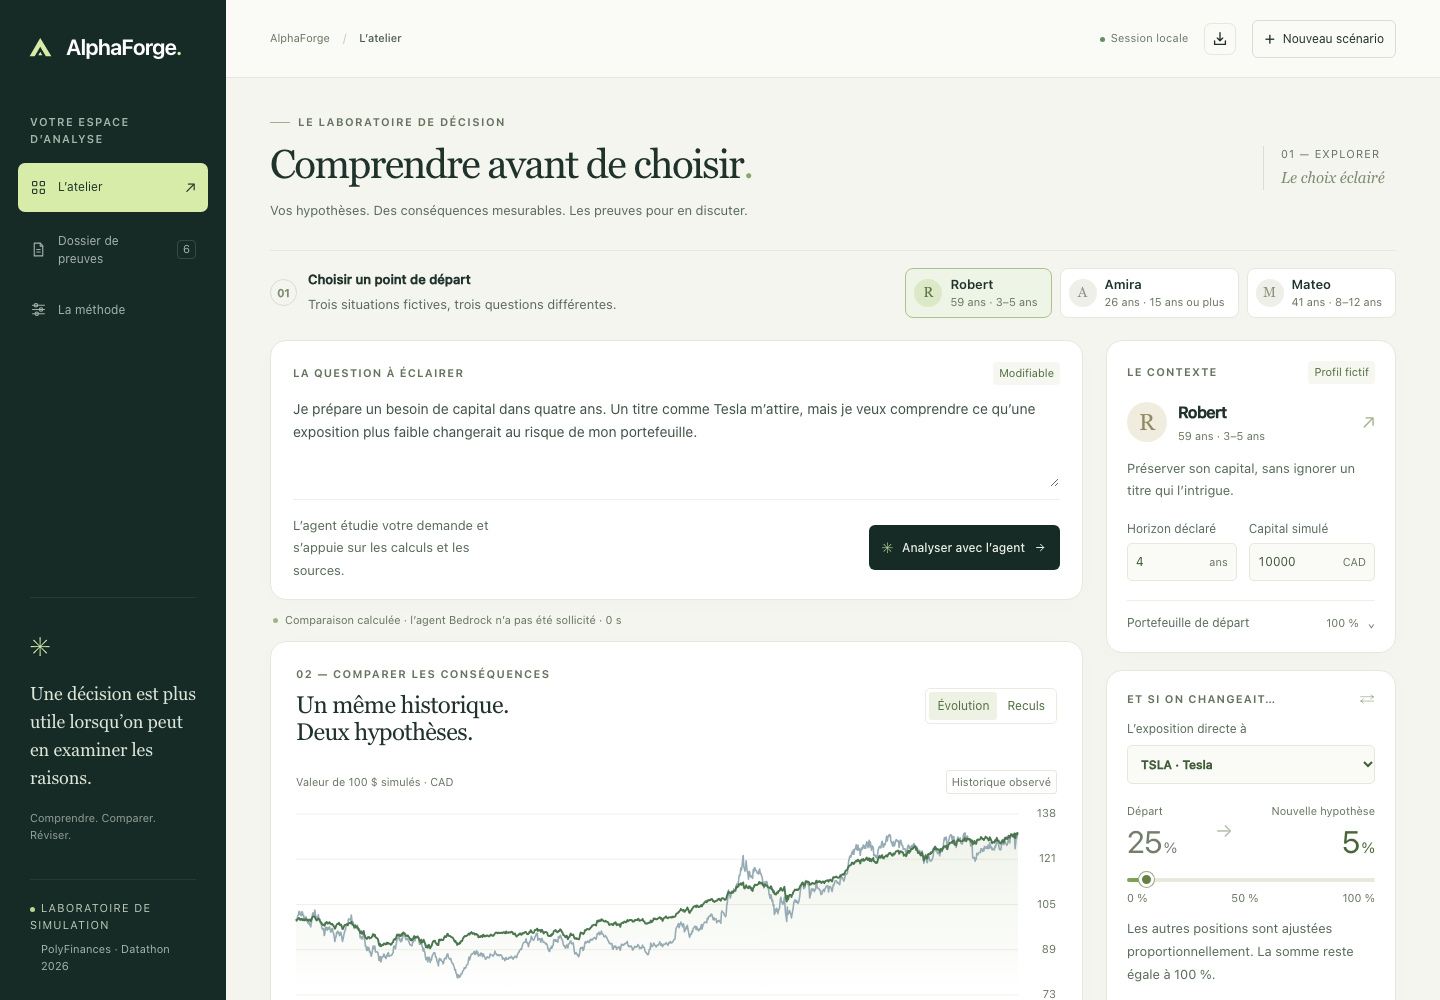 AlphaForge.
VOTRE ESPACE
D'ANALYSE
L'atelier
Dossier de
preuves
6
La méthode
Une décision est plus
utile lorsqu'on peut
en examiner les
raisons.
Comprendre. Comparer.
Réviser.
LABORATOIRE DE
SIMULATION
PolyFinances · Datathon
2026
AlphaForge / L'atelier
Session locale
+ Nouveau scénario
LE LABORATOIRE DE DÉCISION
Comprendre avant de choisir.
Vos hypothèses. Des conséquences mesurables. Les preuves pour en discuter.
01 — EXPLORER
Le choix éclairé
01
Choisir un point de départ
Trois situations fictives, trois questions différentes.
R
Robert
59 ans · 3–5 ans
A
Amira
26 ans · 15 ans ou plus
M
Mateo
41 ans · 8–12 ans
LA QUESTION À ÉCLAIRER
Modifiable
Je prépare un besoin de capital dans quatre ans. Un titre comme Tesla m'attire, mais je veux comprendre ce qu'une
exposition plus faible changerait au risque de mon portefeuille.
L'agent étudie votre demande et
s'appuie sur les calculs et les
sources.
Analyser avec l'agent →
Comparaison calculée · l'agent Bedrock n'a pas été sollicité · 0 s
02 — COMPARER LES CONSÉQUENCES
Un même historique.
Deux hypothèses.
Évolution Reculs
Valeur de 100 $ simulés · CAD
Historique observé
138
121
105
89
73
LE CONTEXTE
Profil fictif
R
Robert
59 ans · 3–5 ans
Préserver son capital, sans ignorer un
titre qui l'intrigue.
Horizon déclaré Capital simulé
4 ans 10000 CAD
Portefeuille de départ 100 %
ET SI ON CHANGEAIT…
L'exposition directe à
TSLA · Tesla
Départ Nouvelle hypothèse
25 % → 5 %
0 % 50 % 100 %
Les autres positions sont ajustées
proportionnellement. La somme reste
égale à 100 %.